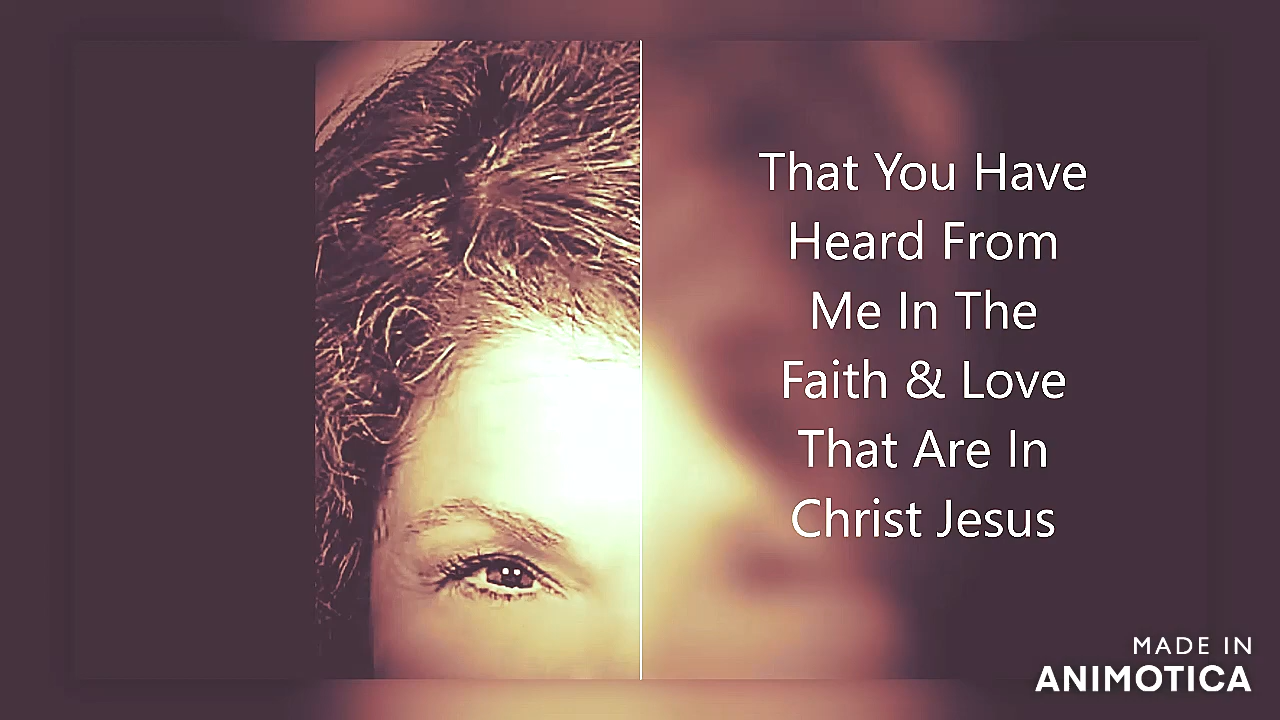 That You Have
Heard From
Me In The
Faith & Love
That Are In
Christ Jesus
MADE IN
ANIMOTICA